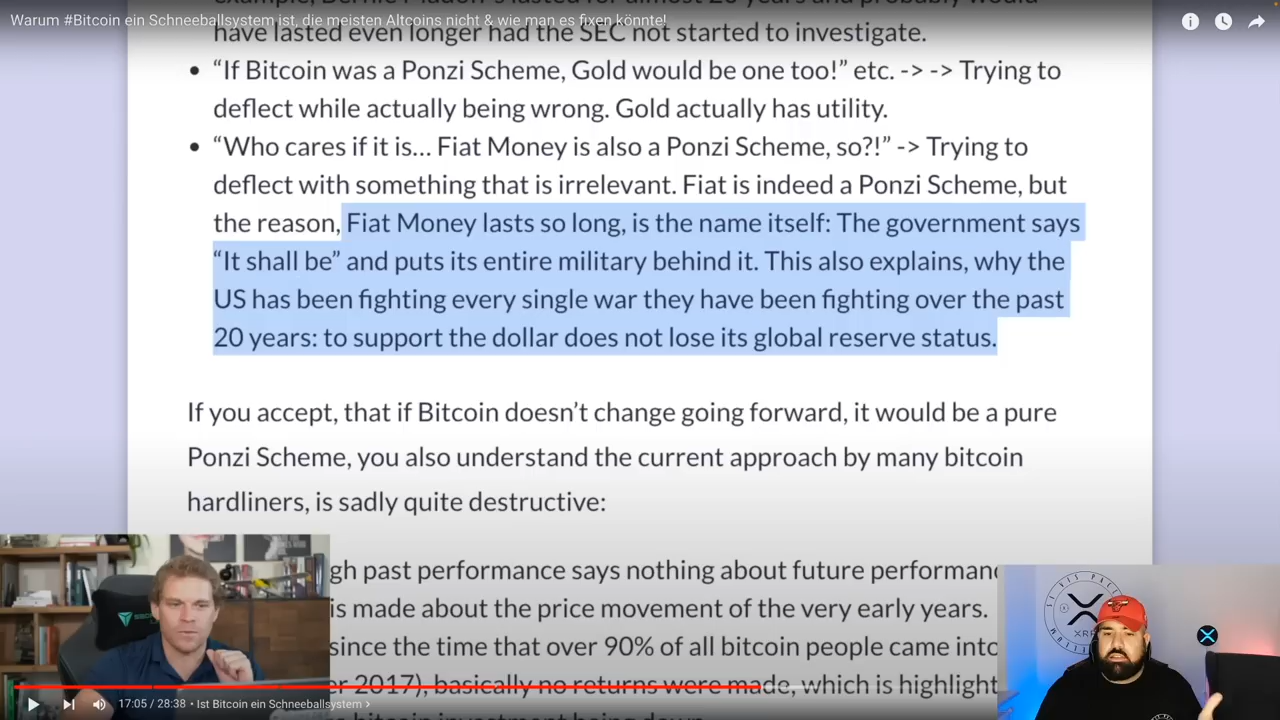 Warum #Bitcoin ein Schneeballsystem ist, die meisten Altcoins nicht & wie man es fixen könnte!
have lasted even longer had the SEC not started to investigate.
• “If Bitcoin was a Ponzi Scheme, Gold would be one too!” etc. -> -> Trying to
deflect while actually being wrong. Gold actually has utility.
• “Who cares if it is… Fiat Money is also a Ponzi Scheme, so?!” -> Trying to
deflect with something that is irrelevant. Fiat is indeed a Ponzi Scheme, but
the reason, Fiat Money lasts so long, is the name itself: The government says
“It shall be” and puts its entire military behind it. This also explains, why the
US has been fighting every single war they have been fighting over the past
20 years: to support the dollar does not lose its global reserve status.
If you accept, that if Bitcoin doesn’t change going forward, it would be a pure
Ponzi Scheme, you also understand the current approach by many bitcoin
hardliners, is sadly quite destructive:
gh past performance says nothing about future performanc
is made about the price movement of the very early years.
since the time that over 90% of all bitcoin people came into
r 2017), basically no returns were made, which is highlight
XRP
17:05 / 28:38 • Ist Bitcoin ein Schneeballsystem >